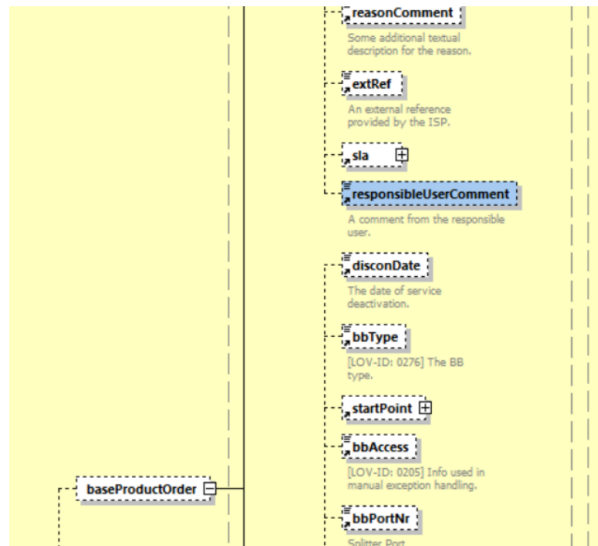 reasonComment
Some additional textual
description for the reason.
extRef
An external reference
provided by the ISP.
sla
responsibleUserComment
A comment from the responsible
user.
disconDate
The date of service
deactivation.
bbType
[LOV-ID: 0276] The BB
type.
startPoint
bbAccess
[LOV-ID: 0205] Info used in
manual exception handling.
baseProductOrder
bbPortNr
Splitter Port